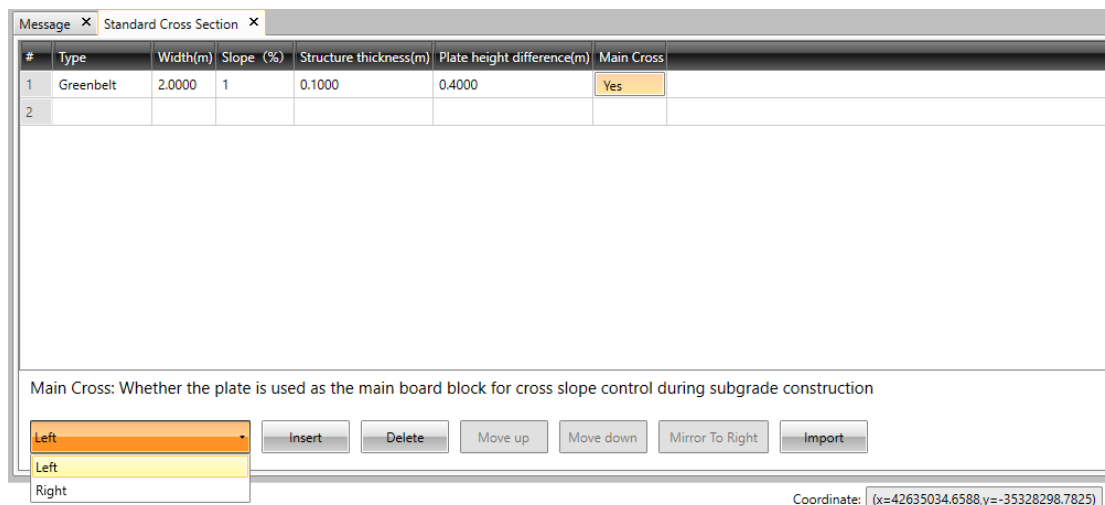 Message × Standard Cross Section ×
# Type Width(m) Slope (%) Structure thickness(m) Plate height difference(m) Main Cross
1 Greenbelt 2.0000 1 0.1000 0.4000 Yes
2
Main Cross: Whether the plate is used as the main board block for cross slope control during subgrade construction
Left Insert Delete Move up Move down Mirror To Right Import
Left
Right
Coordinate: (x=42635034.6588,y=-35328298.7825)